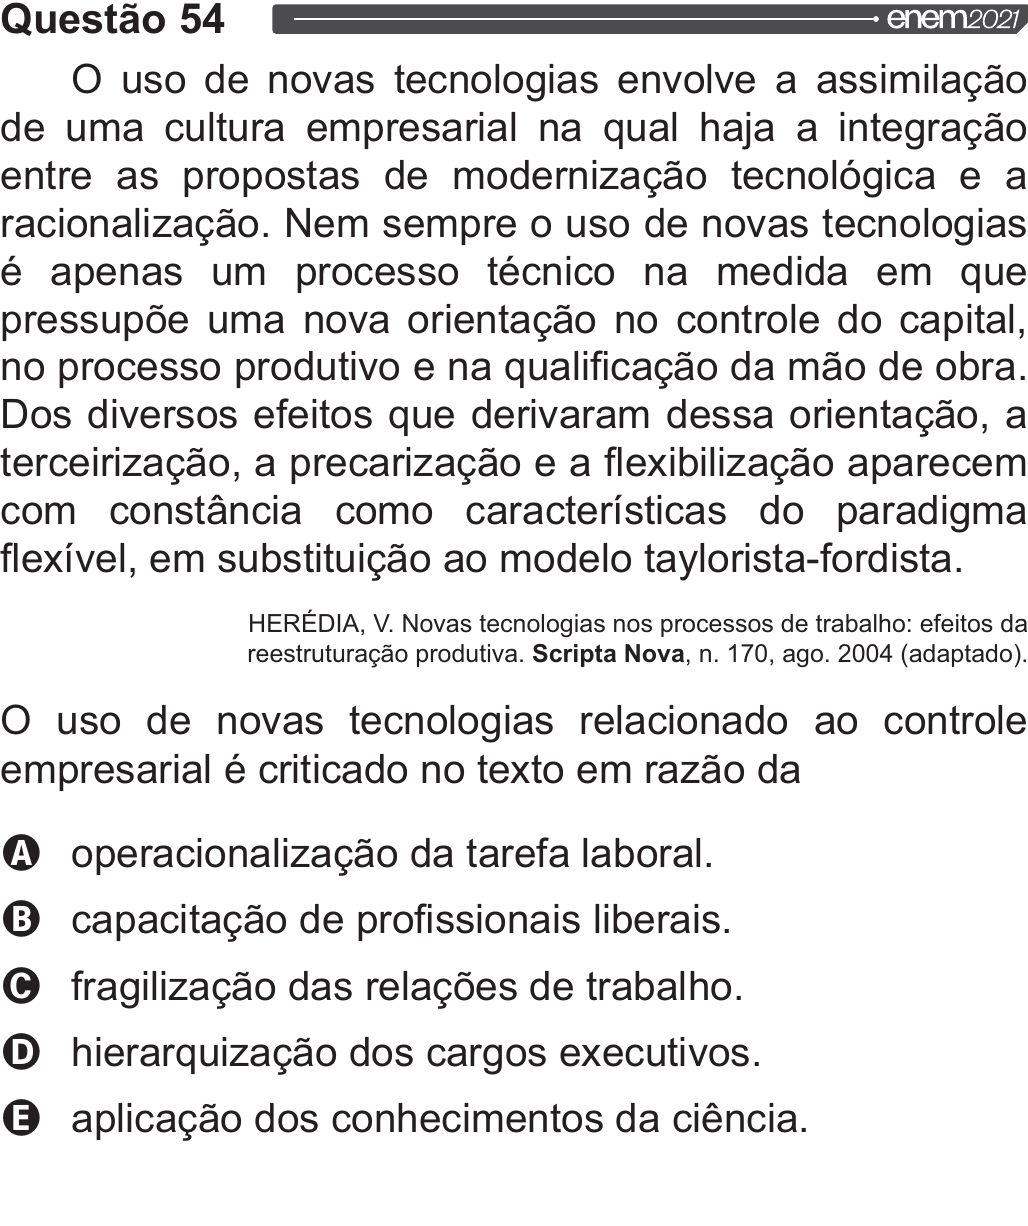 Questão 54
enem2021
O uso de novas tecnologias envolve a assimilação
de uma cultura empresarial na qual haja a integração
entre as propostas de modernização tecnológica e a
racionalização. Nem sempre o uso de novas tecnologias
é apenas um processo técnico na medida em que
pressupõe uma nova orientação no controle do capital,
no processo produtivo e na qualificação da mão de obra.
Dos diversos efeitos que derivaram dessa orientação, a
terceirização, a precarização e a flexibilização aparecem
com constância como características do paradigma
flexível, em substituição ao modelo taylorista-fordista.
HERÉDIA, V. Novas tecnologias nos processos de trabalho: efeitos da
reestruturação produtiva. Scripta Nova, n. 170, ago. 2004 (adaptado).
O uso de novas tecnologias relacionado ao controle
empresarial é criticado no texto em razão da
A operacionalização da tarefa laboral.
B capacitação de profissionais liberais.
C fragilização das relações de trabalho.
D hierarquização dos cargos executivos.
E aplicação dos conhecimentos da ciência.